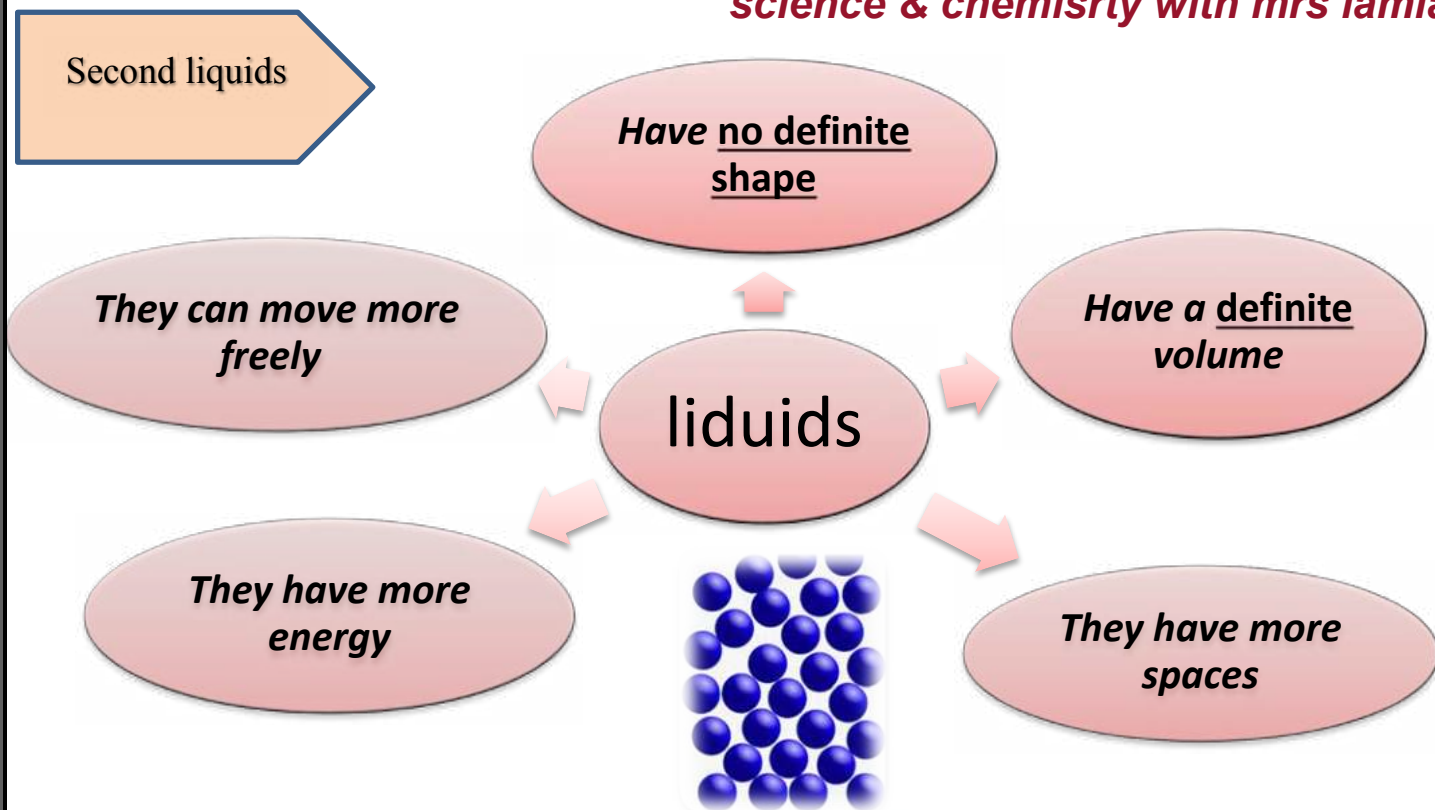 science & chemisrty with mrs lamia
Second liquids
Have no definite
shape
They can move more
freely
Have a definite
volume
liduids
They have more
energy
They have more
spaces